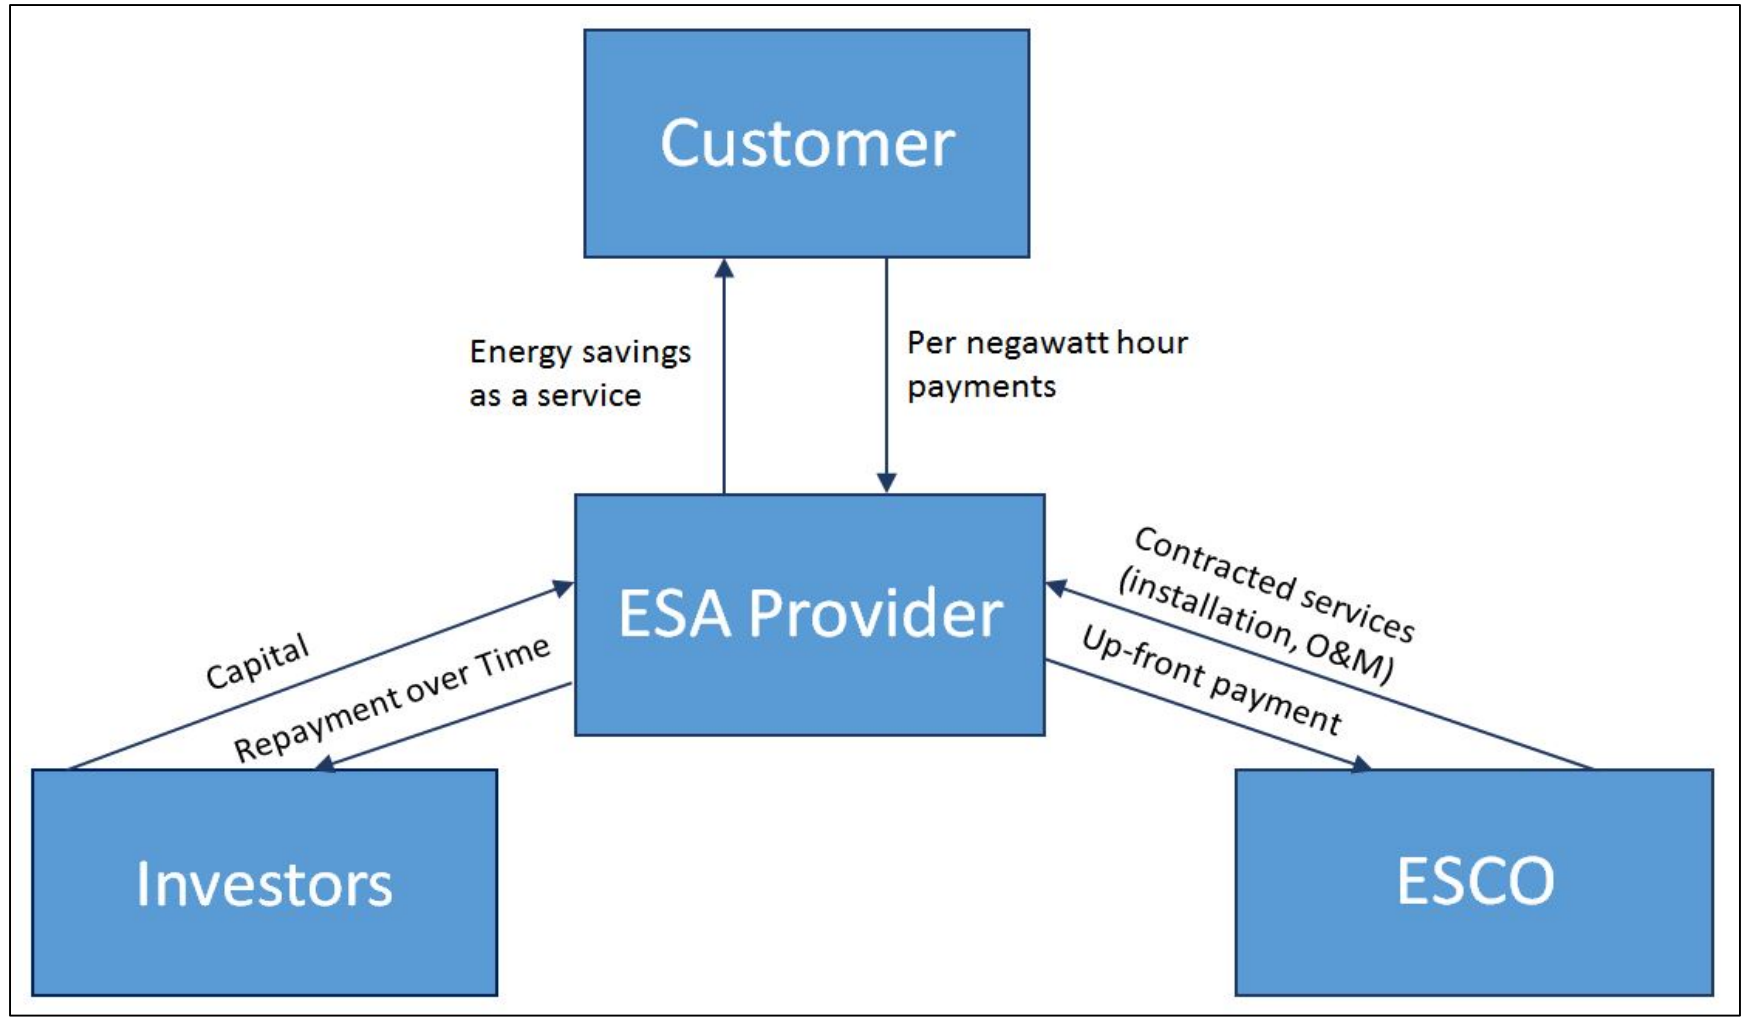 Customer
Energy savings
as a service
Per negawatt hour
payments
ESA Provider
Capital
Repayment over Time
Contracted services
(installation, O&M)
Up-front payment
Investors
ESCO